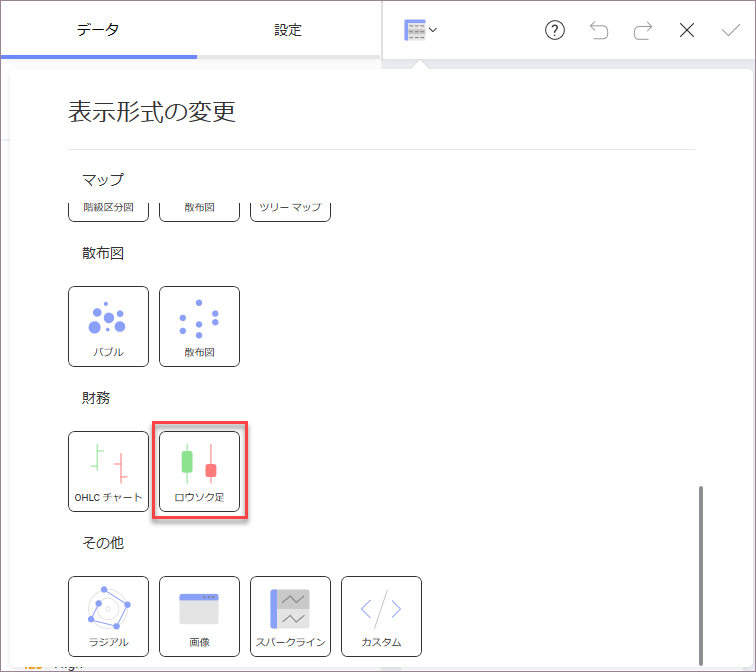 データ 設定 ?
表示形式の変更
マップ
階級区分図 散布図 ツリー マップ
散布図
バブル 散布図
財務
OHLC チャート ロウソク足
その他
ラジアル 画像 スパークライン カスタム